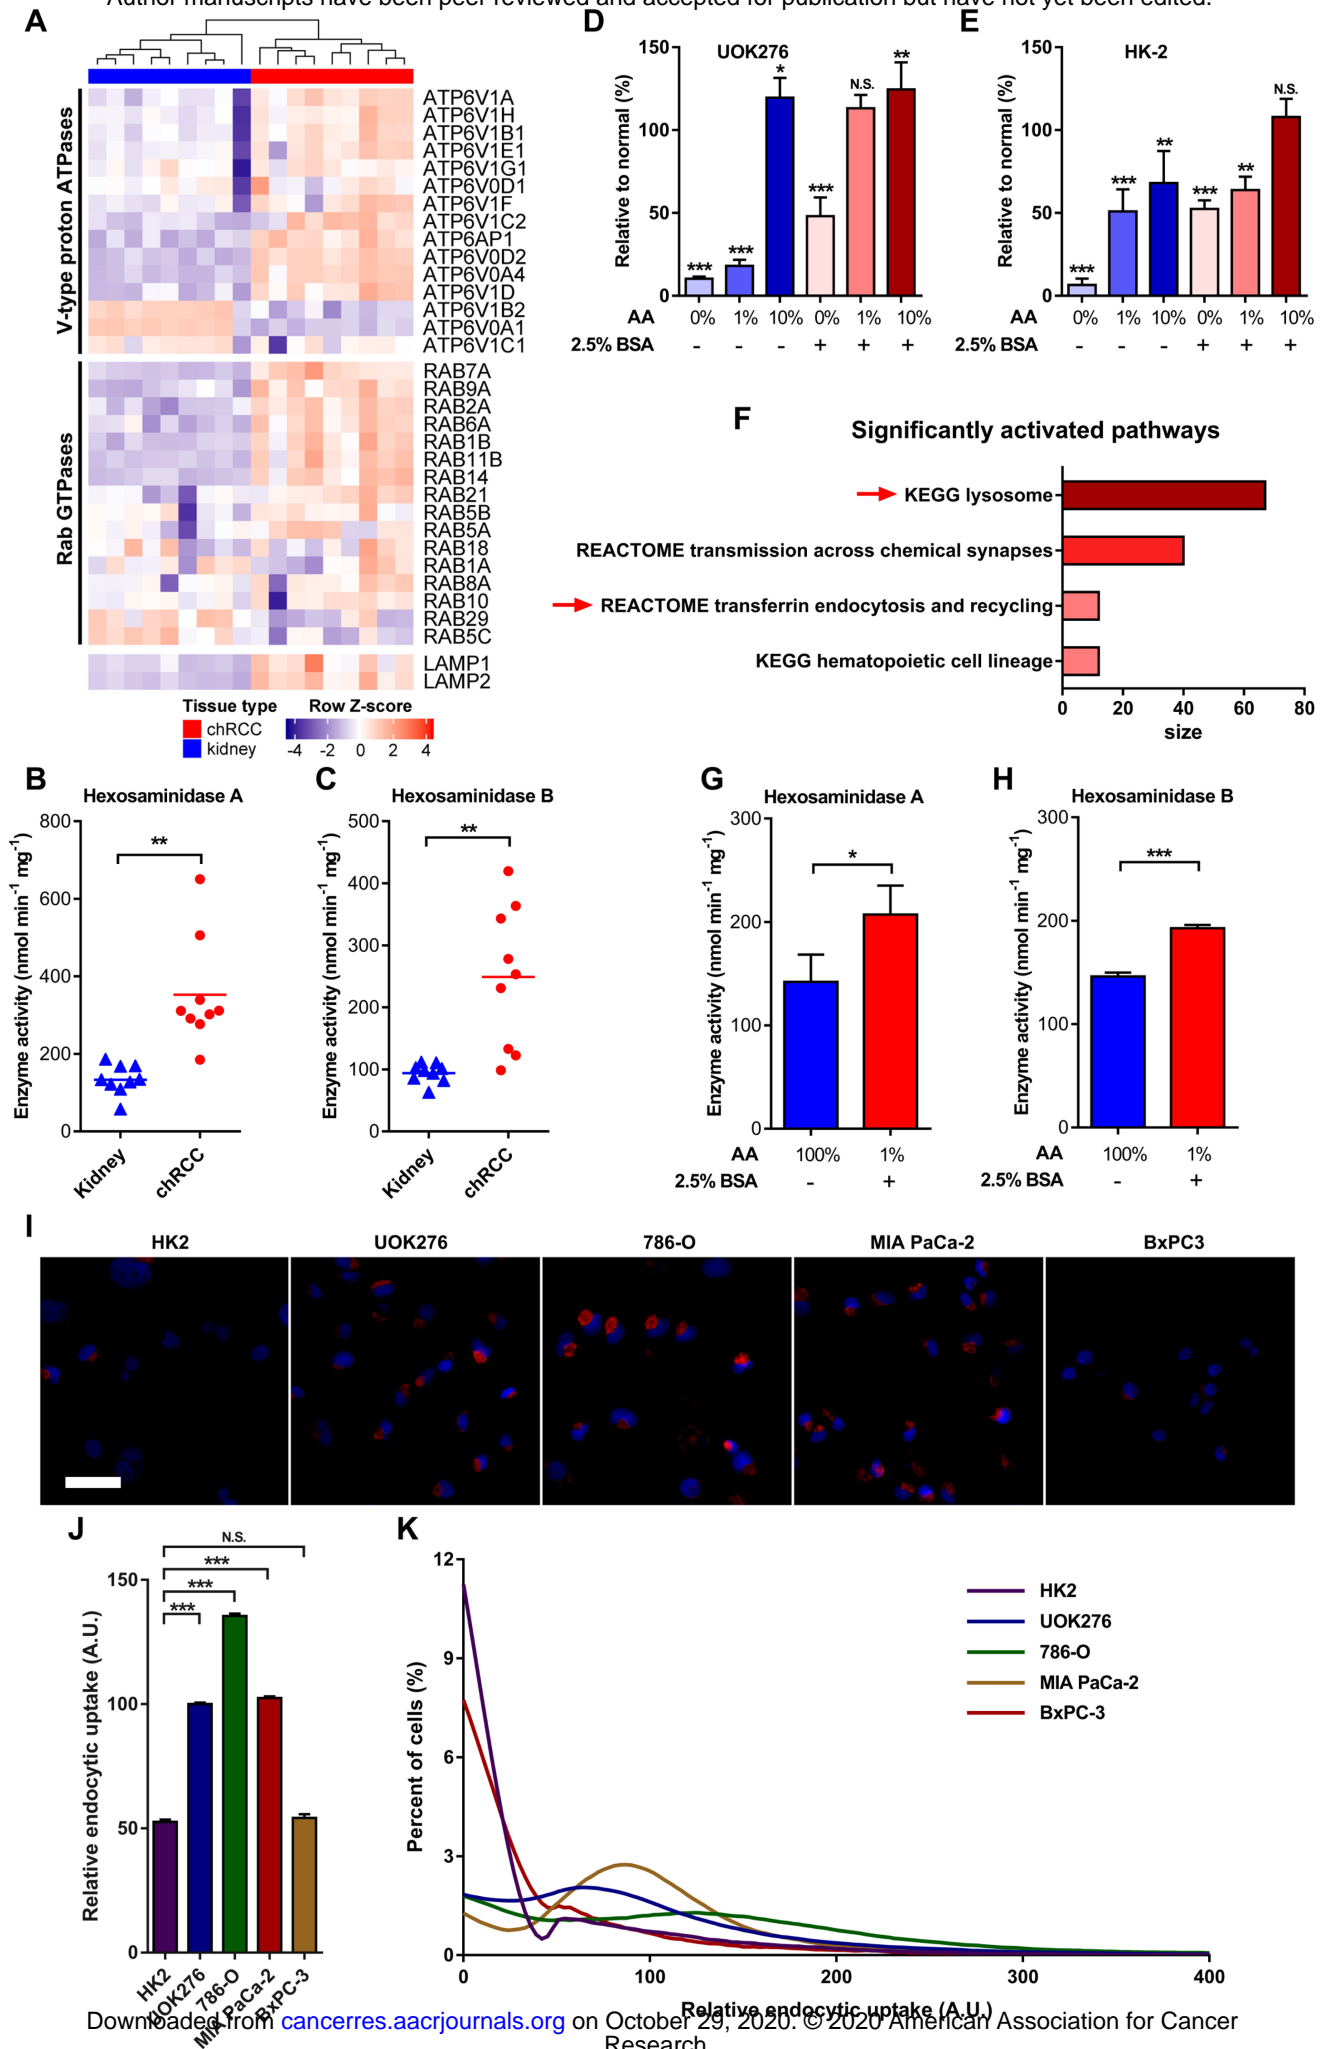 Author manuscripts have been peer reviewed and accepted for publication but have not yet been edited.
A
V-type proton ATPases
ATP6V1A
ATP6V1H
ATP6V1B1
ATP6V1E1
ATP6V1G1
ATP6V0D1
ATP6V1F
ATP6V1C2
ATP6AP1
ATP6V0D2
ATP6V0A4
ATP6V1D
ATP6V1B2
ATP6V0A1
ATP6V1C1
Rab GTPases
RAB7A
RAB9A
RAB2A
RAB6A
RAB1B
RAB11B
RAB14
RAB21
RAB5B
RAB5A
RAB18
RAB1A
RAB8A
RAB10
RAB29
RAB5C
LAMP1
LAMP2
Tissue type
chRCC
kidney
Row Z-score
-4 -2 0 2 4
D
UOK276
Relative to normal (%)
150
100
50
0
*** *** * *** N.S. **
AA 0% 1% 10% 0% 1% 10%
2.5% BSA - - - + + +
E
HK-2
Relative to normal (%)
150
100
50
0
*** *** ** *** ** N.S.
AA 0% 1% 10% 0% 1% 10%
2.5% BSA - - - + + +
F
Significantly activated pathways
KEGG lysosome
REACTOME transmission across chemical synapses
REACTOME transferrin endocytosis and recycling
KEGG hematopoietic cell lineage
0 20 40 60 80
size
B
Hexosaminidase A
Enzyme activity (nmol min-1 mg-1)
800
600
400
200
0
**
Kidney chRCC
C
Hexosaminidase B
Enzyme activity (nmol min-1 mg-1)
500
400
300
200
100
0
**
Kidney chRCC
G
Hexosaminidase A
Enzyme activity (nmol min-1 mg-1)
300
200
100
0
*
AA 100% 1%
2.5% BSA - +
H
Hexosaminidase B
Enzyme activity (nmol min-1 mg-1)
300
200
100
0
***
AA 100% 1%
2.5% BSA - +
I
HK2 UOK276 786-O MIA PaCa-2 BxPC3
J
Relative endocytic uptake (A.U.)
150
100
50
0
N.S.
***
***
***
HK2 UOK276 786-O MIA PaCa-2 BxPC-3
K
Percent of cells (%)
12
9
6
3
0
HK2
UOK276
786-O
MIA PaCa-2
BxPC-3
0 100 200 300 400
Relative endocytic uptake (A.U.)
Downloaded from cancerres.aacrjournals.org on October 29, 2020. © 2020 American Association for Cancer
Research.